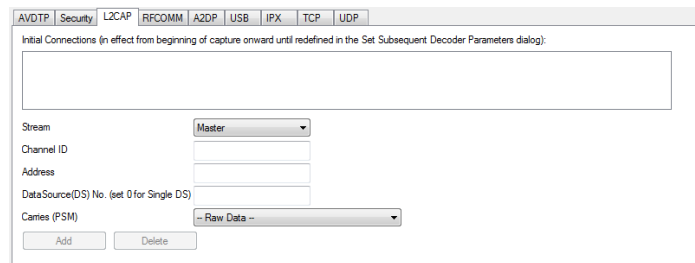 AVDTP Security L2CAP RFCOMM A2DP USB IPX TCP UDP
Initial Connections (in effect from beginning of capture onward until redefined in the Set Subsequent Decoder Parameters dialog):
Stream Master
Channel ID
Address
DataSource(DS) No. (set 0 for Single DS)
Carries (PSM) -- Raw Data --
Add Delete